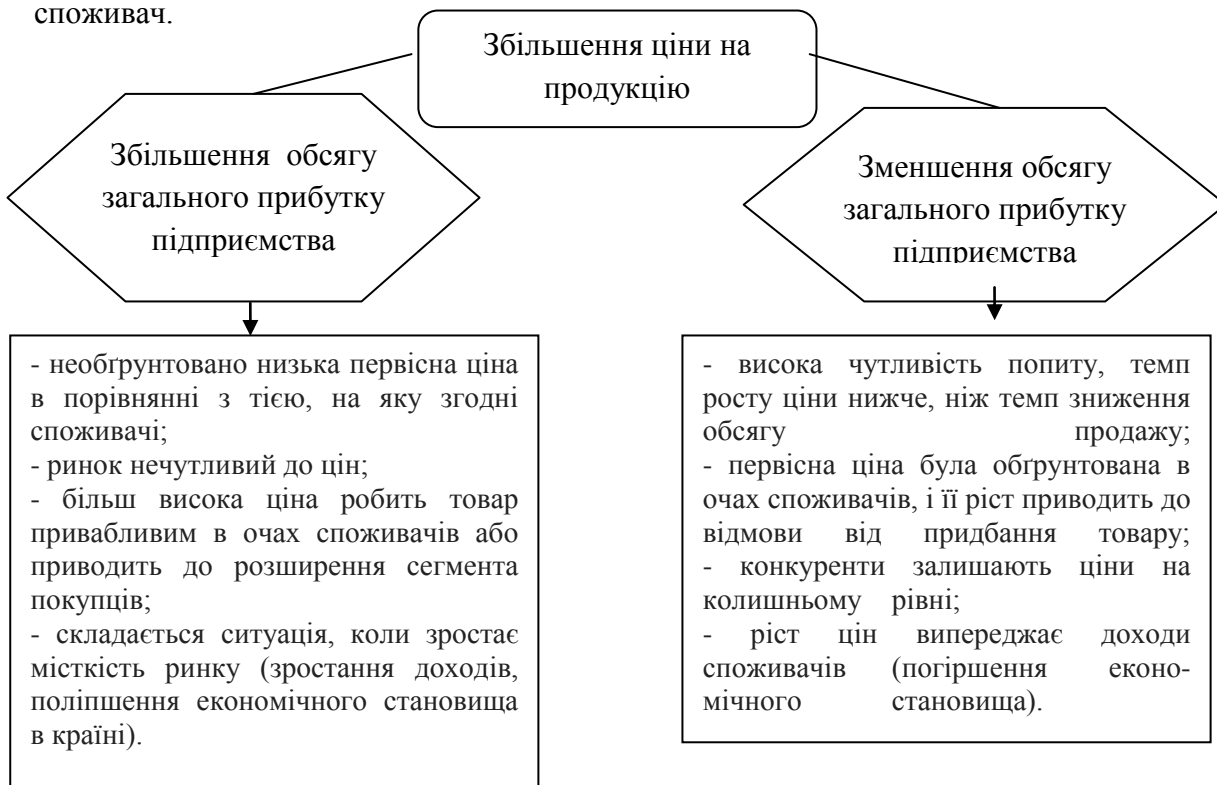 споживач.
Збільшення ціни на
продукцію
Збільшення обсягу
загального прибутку
підприємства
Зменшення обсягу
загального прибутку
підприємства
- необґрунтовано низька первісна ціна
в порівнянні з тією, на яку згодні
споживачі;
- ринок нечутливий до цін;
- більш висока ціна робить товар
привабливим в очах споживачів або
приводить до розширення сегмента
покупців;
- складається ситуація, коли зростає
місткість ринку (зростання доходів,
поліпшення економічного становища
в країні).
- висока чутливість попиту, темп
росту ціни нижче, ніж темп зниження
обсягу продажу;
- первісна ціна була обґрунтована в
очах споживачів, і її ріст приводить до
відмови від придбання товару;
- конкуренти залишають ціни на
колишньому рівні;
- ріст цін випереджає доходи
споживачів (погіршення еконо-
мічного становища).